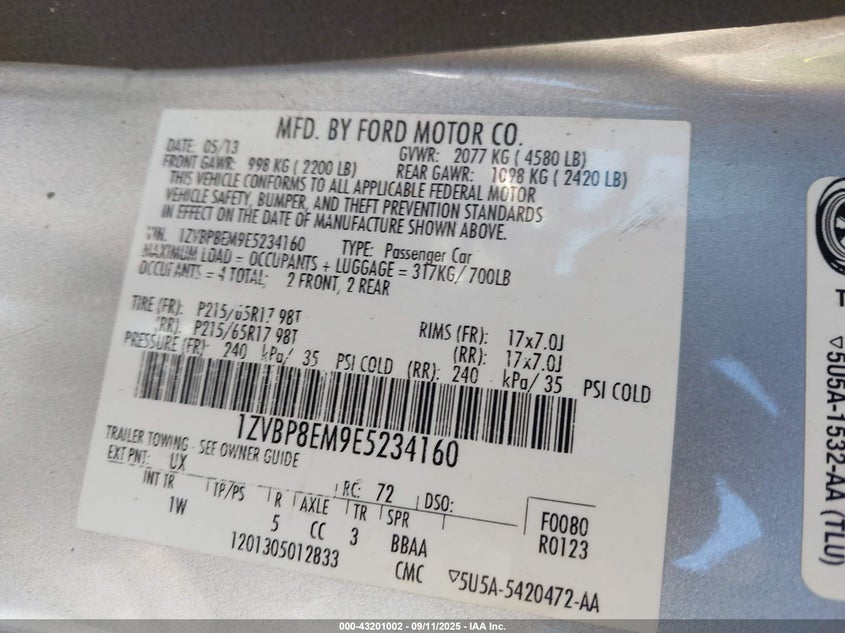 MFD. BY FORD MOTOR CO.
DATE: 05/13 GVWR: 2077 KG ( 4580 LB)
FRONT GAWR: 998 KG ( 2200 LB) REAR GAWR: 1098 KG ( 2420 LB)
THIS VEHICLE CONFORMS TO ALL APPLICABLE FEDERAL MOTOR
VEHICLE SAFETY, BUMPER, AND THEFT PREVENTION STANDARDS
IN EFFECT ON THE DATE OF MANUFACTURE SHOWN ABOVE.
VIN: 1ZVBP8EM9E5234160 TYPE: Passenger Car
MAXIMUM LOAD = OCCUPANTS + LUGGAGE = 317KG/ 700LB
OCCUPANTS = 4 TOTAL: 2 FRONT, 2 REAR
TIRE (FR): P215/65R17 98T RIMS (FR): 17x7.0J
(RR): P215/65R17 98T (RR): 17x7.0J
PRESSURE (FR): 240 kPa/ 35 PSI COLD (RR): 240 kPa/ 35 PSI COLD
1ZVBP8EM9E5234160
TRAILER TOWING - SEE OWNER GUIDE
EXT PNT: UX RC: 72 DSO:
INT TR TP/PS R AXLE TR SPR F0080
1W 5 CC 3 BBAA R0123
1201305012833 CMC ▽5U5A-5420472-AA
▽5U5A-1532-AA (TLU)
000-43201002 - 09/11/2025 - IAA Inc.